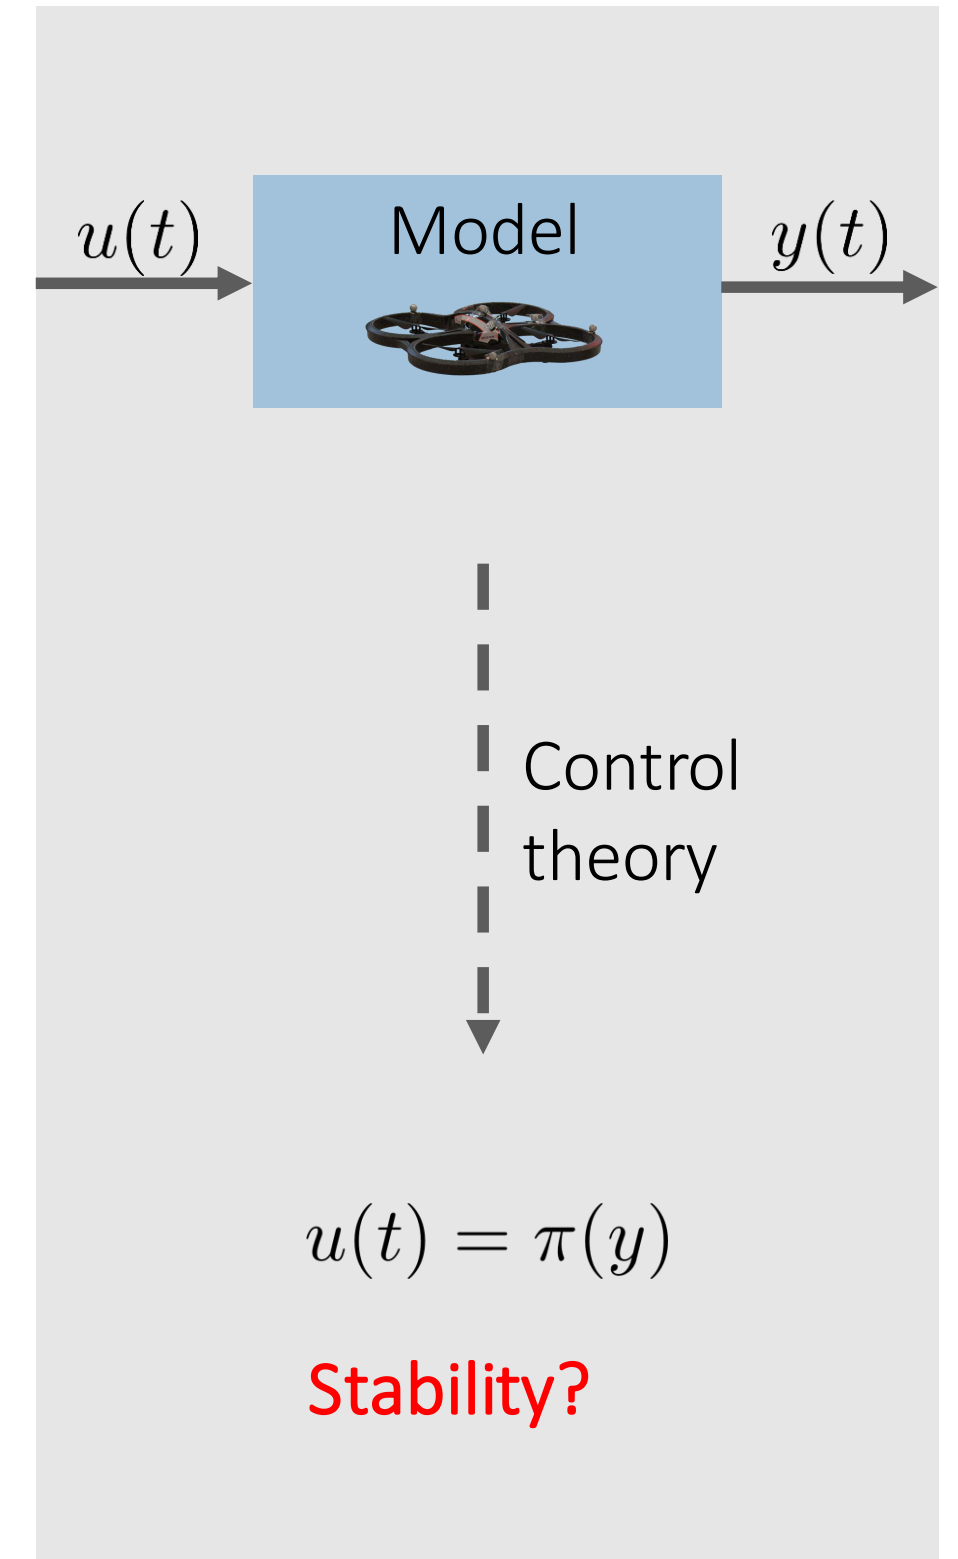 u(t)
Model
y(t)
Control
theory
u(t) = π(y)
Stability?